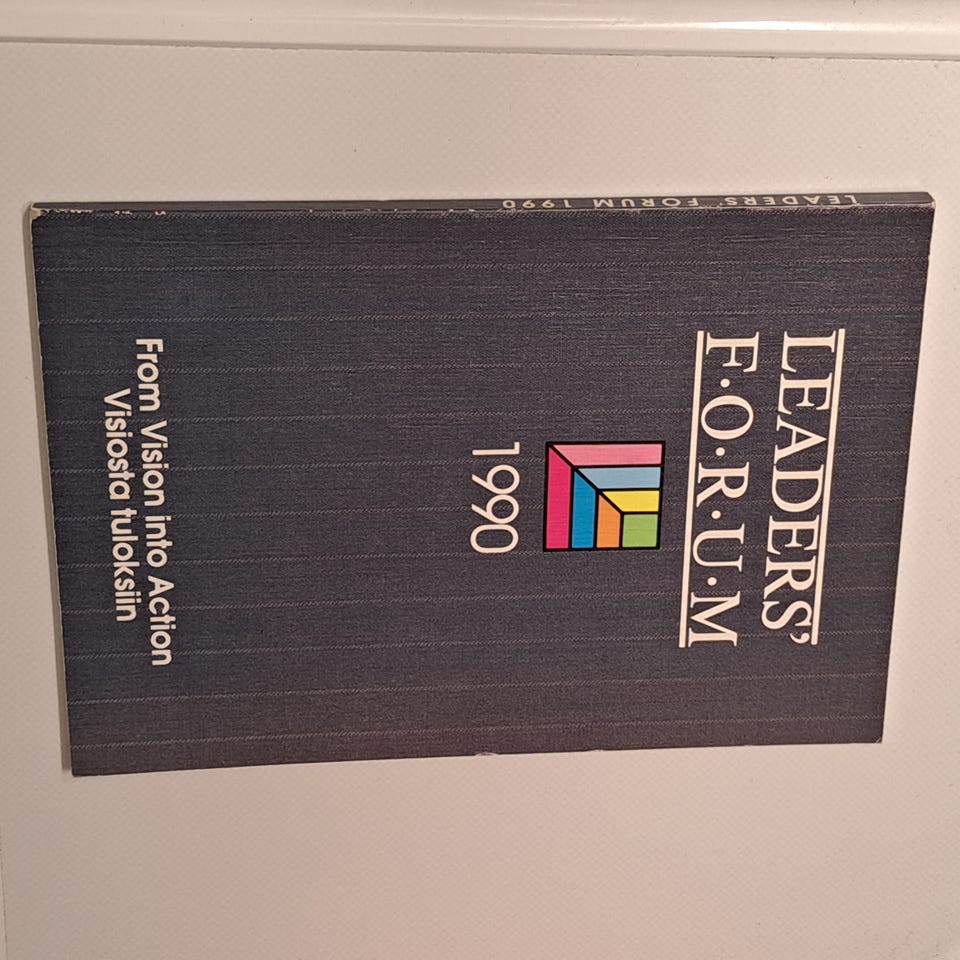 LEADERS'
F·O·R·U·M
1990
From Vision into Action
Visiosta tuloksiin
LEADERS' FORUM 1990